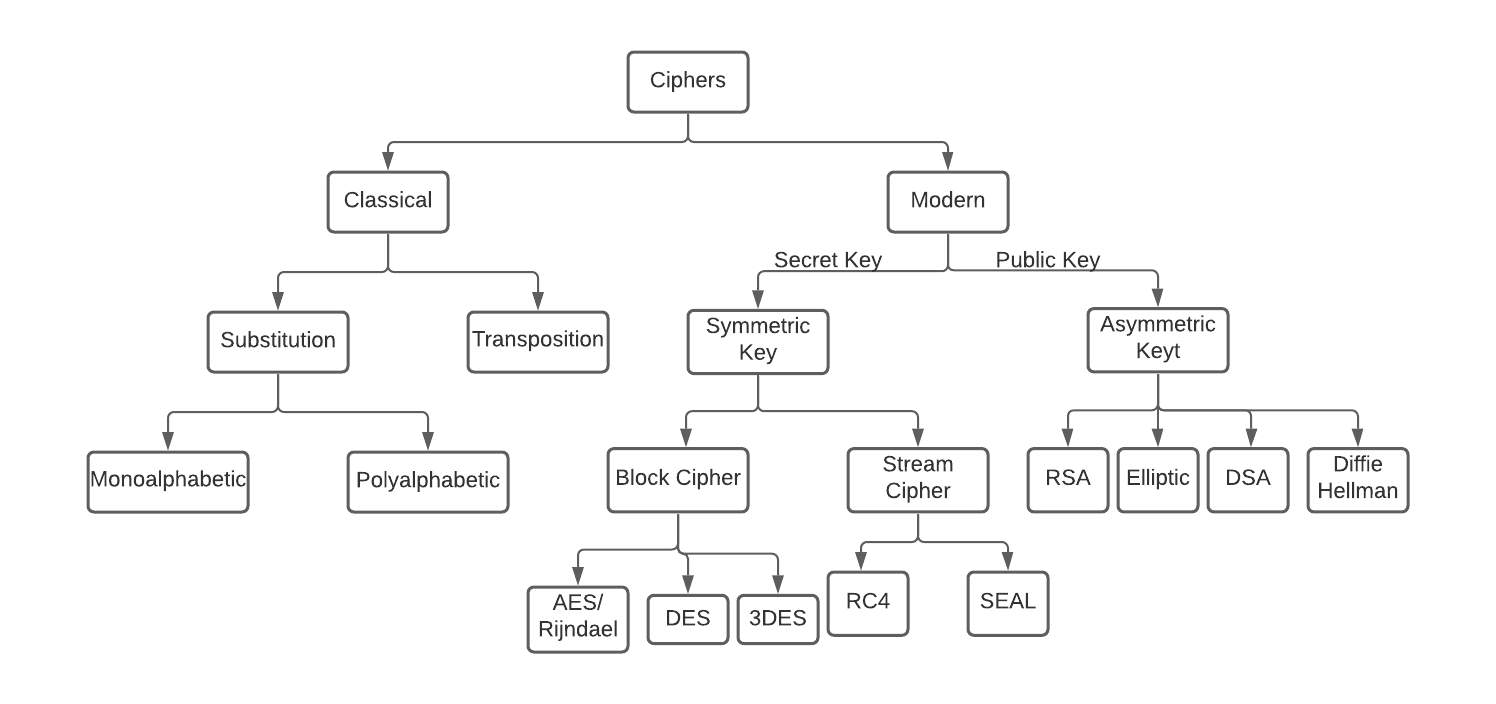 Ciphers
Classical
Modern
Secret Key
Public Key
Substitution
Transposition
Symmetric
Key
Asymmetric
Keyt
Monoalphabetic
Polyalphabetic
Block Cipher
Stream
Cipher
RSA
Elliptic
DSA
Diffie
Hellman
AES/
Rijndael
DES
3DES
RC4
SEAL